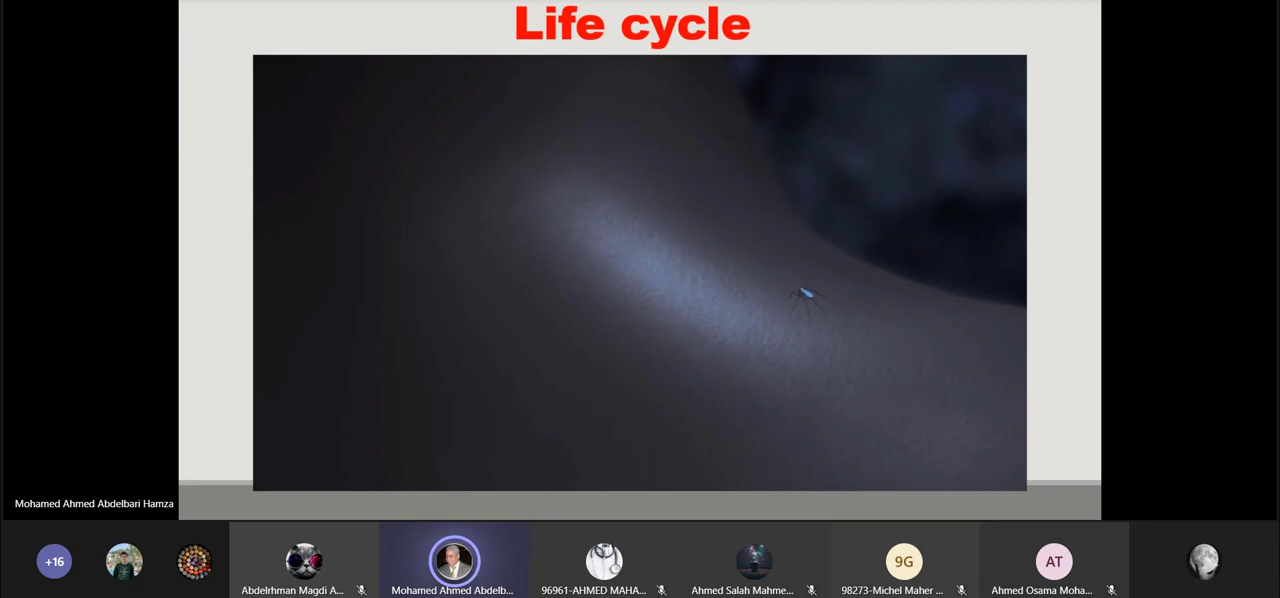 Life cycle
Mohamed Ahmed Abdelbari Hamza
+16
Abdelrhman Magdi A...
Mohamed Ahmed Abdelb...
96961-AHMED MAHA...
Ahmed Salah Mahme...
9G
98273-Michel Maher ...
AT
Ahmed Osama Moha...